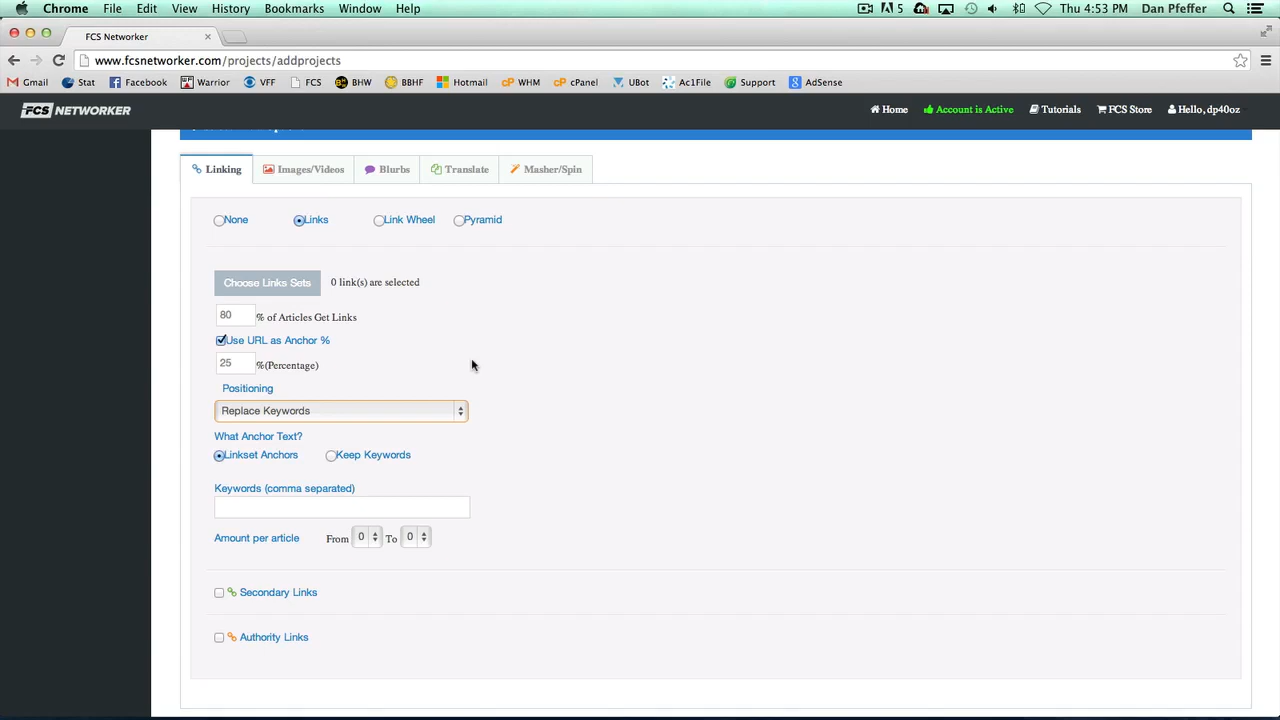 Chrome File Edit View History Bookmarks Window Help 5 Thu 4:53 PM Dan Pfeffer
FCS Networker
www.fcsnetworker.com/projects/addprojects
Gmail Stat Facebook Warrior VFF FCS BHW BBHF Hotmail WHM cPanel UBot Ac1File Support AdSense
FCS NETWORKER Home Account is Active Tutorials FCS Store Hello, dp40oz
Linking Images/Videos Blurbs Translate Masher/Spin
None Links Link Wheel Pyramid
Choose Links Sets 0 link(s) are selected
80 % of Articles Get Links
Use URL as Anchor %
25 %(Percentage)
Positioning
Replace Keywords
What Anchor Text?
Linkset Anchors Keep Keywords
Keywords (comma separated)
Amount per article From 0 To 0
Secondary Links
Authority Links